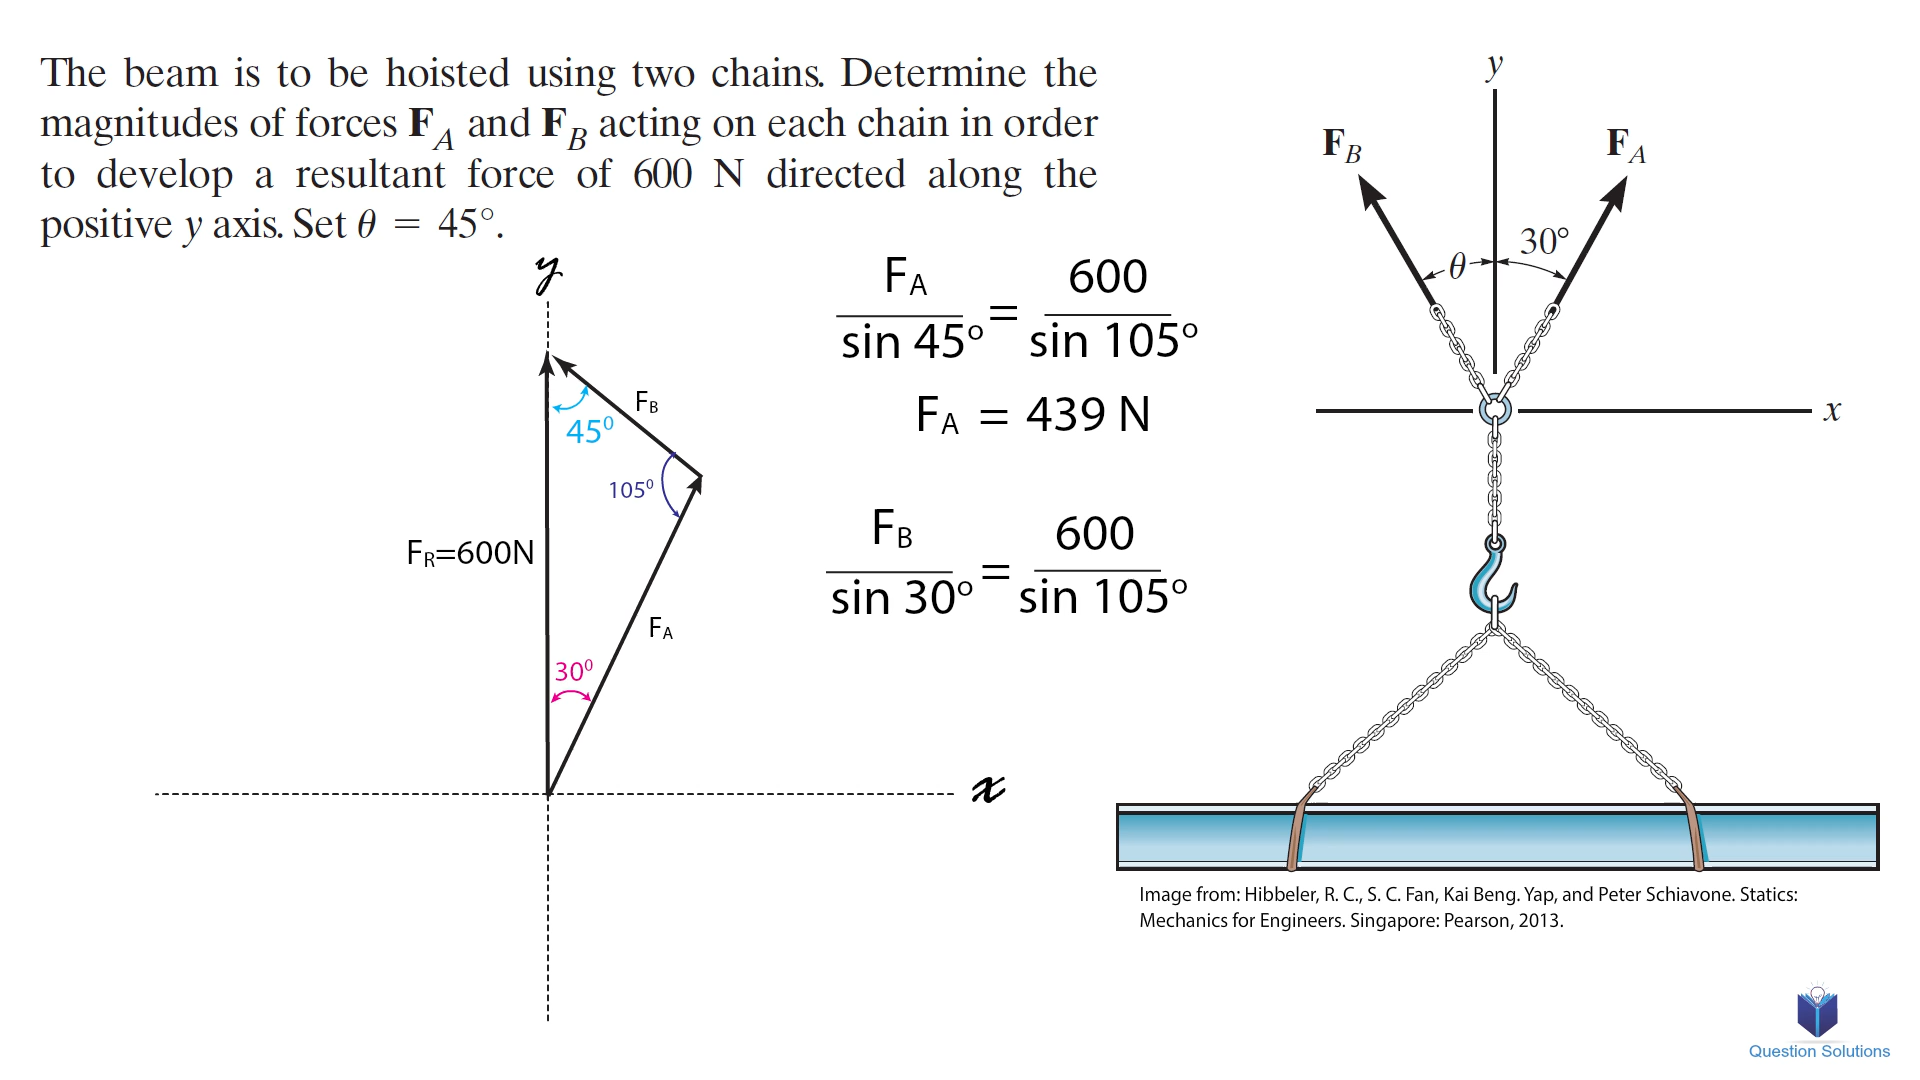 The beam is to be hoisted using two chains. Determine the
magnitudes of forces F_A and F_B acting on each chain in order
to develop a resultant force of 600 N directed along the
positive y axis. Set θ = 45°.
y
45⁰
F_B
105⁰
F_R=600N
F_A
30⁰
x
F_A / sin 45° = 600 / sin 105°
F_A = 439 N
F_B / sin 30° = 600 / sin 105°
y
F_B
F_A
θ
30°
x
Image from: Hibbeler, R. C., S. C. Fan, Kai Beng. Yap, and Peter Schiavone. Statics:
Mechanics for Engineers. Singapore: Pearson, 2013.
Question Solutions